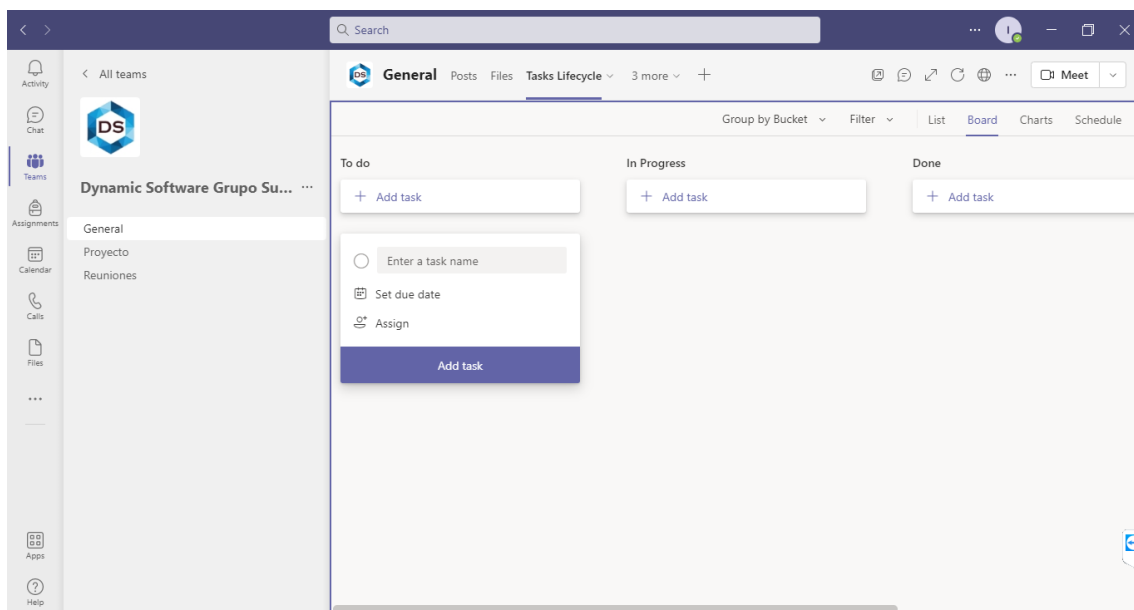 Search
Activity
Chat
Teams
Assignments
Calendar
Calls
Files
Apps
Help
All teams
DS
Dynamic Software Grupo Su... 
General
Proyecto
Reuniones
DS
General Posts Files Tasks Lifecycle 3 more
Meet
Group by Bucket Filter List Board Charts Schedule
To do
Add task
Enter a task name
Set due date
Assign
Add task
In Progress
Add task
Done
Add task